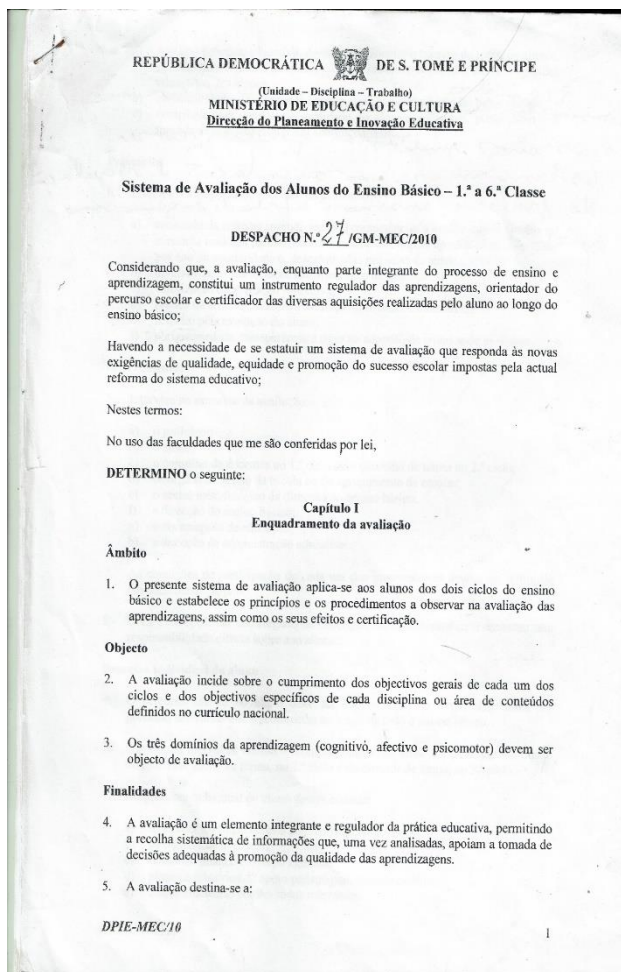 REPÚBLICA DEMOCRÁTICA DE S. TOMÉ E PRÍNCIPE
(Unidade – Disciplina – Trabalho)
MINISTÉRIO DE EDUCAÇÃO E CULTURA
Direcção do Planeamento e Inovação Educativa
Sistema de Avaliação dos Alunos do Ensino Básico – 1.ª a 6.ª Classe
DESPACHO N.º 27 /GM-MEC/2010
Considerando que, a avaliação, enquanto parte integrante do processo de ensino e
aprendizagem, constitui um instrumento regulador das aprendizagens, orientador do
percurso escolar e certificador das diversas aquisições realizadas pelo aluno ao longo do
ensino básico;
Havendo a necessidade de se estatuir um sistema de avaliação que responda às novas
exigências de qualidade, equidade e promoção do sucesso escolar impostas pela actual
reforma do sistema educativo;
Nestes termos:
No uso das faculdades que me são conferidas por lei,
DETERMINO o seguinte:
Capítulo I
Enquadramento da avaliação
Âmbito
1. O presente sistema de avaliação aplica-se aos alunos dos dois ciclos do ensino
básico e estabelece os princípios e os procedimentos a observar na avaliação das
aprendizagens, assim como os seus efeitos e certificação.
Objecto
2. A avaliação incide sobre o cumprimento dos objectivos gerais de cada um dos
ciclos e dos objectivos específicos de cada disciplina ou área de conteúdos
definidos no currículo nacional.
3. Os três domínios da aprendizagem (cognitivo, afectivo e psicomotor) devem ser
objecto de avaliação.
Finalidades
4. A avaliação é um elemento integrante e regulador da prática educativa, permitindo
a recolha sistemática de informações que, uma vez analisadas, apoiam a tomada de
decisões adequadas à promoção da qualidade das aprendizagens.
5. A avaliação destina-se a:
DPIE-MEC/10
1